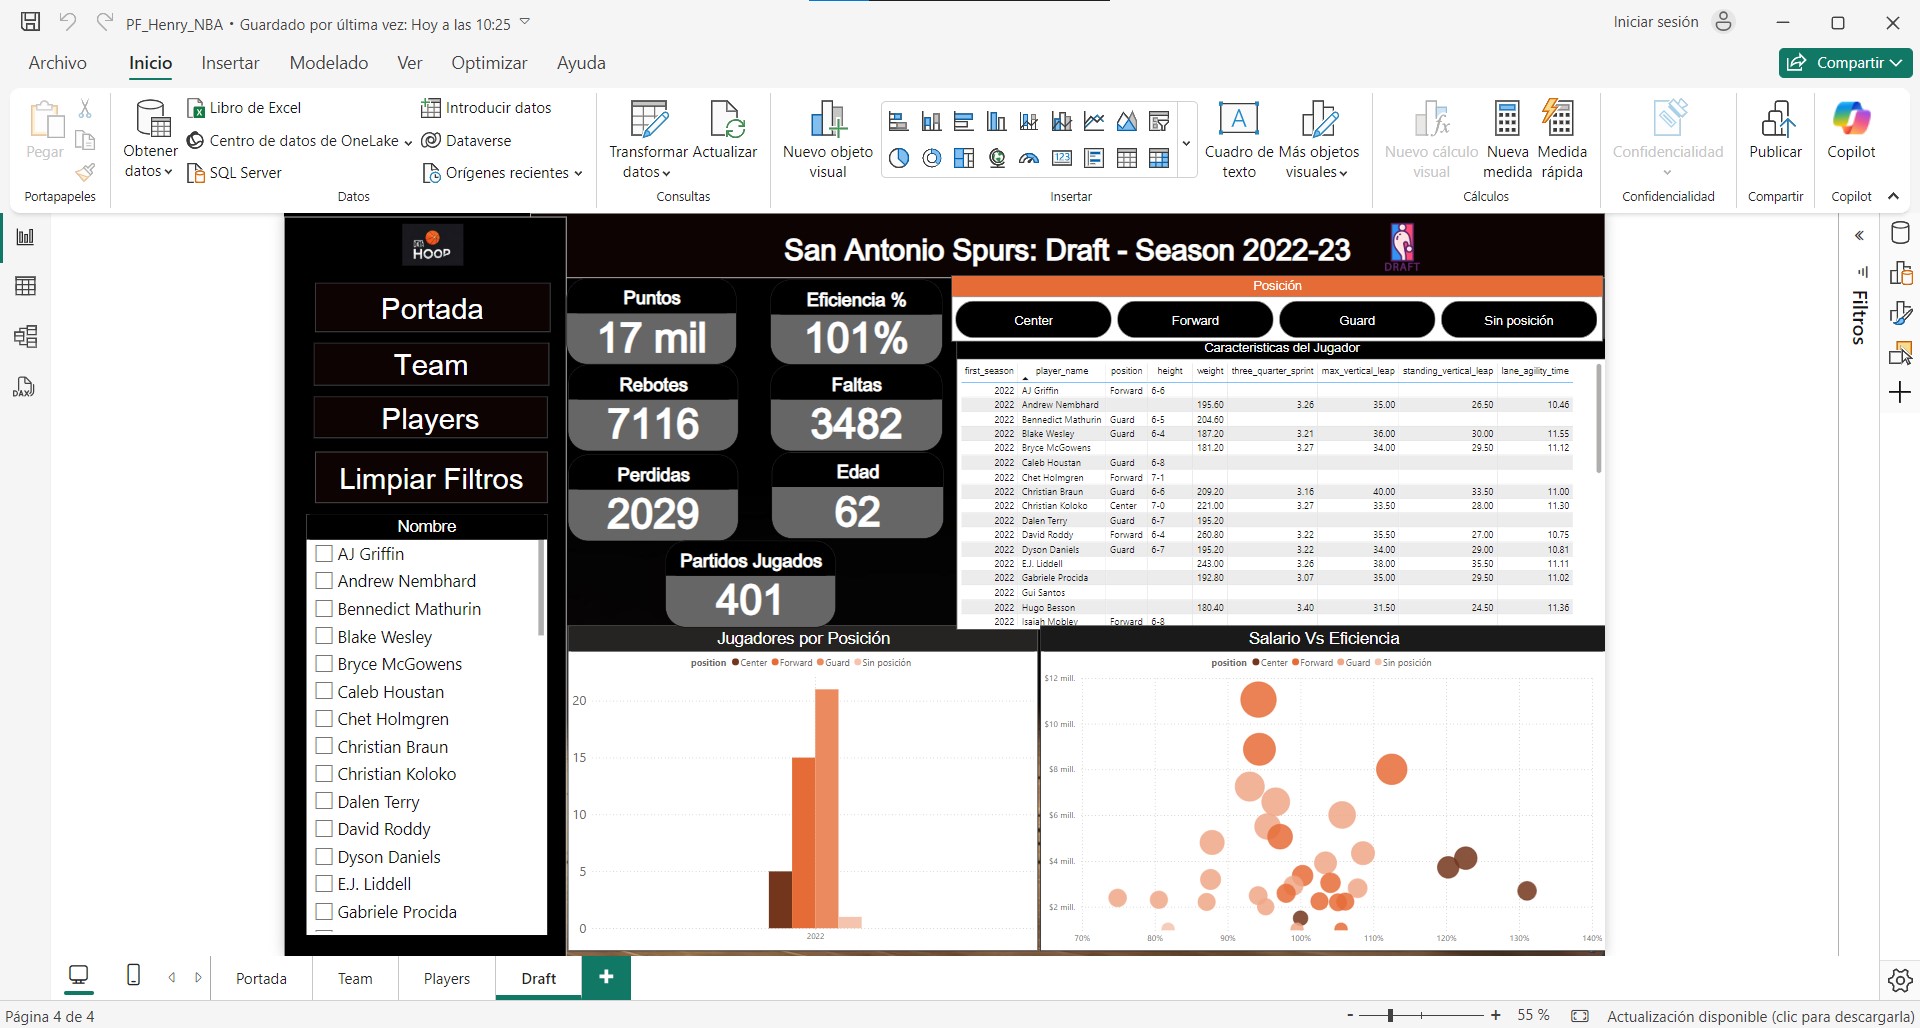 PF_Henry_NBA • Guardado por última vez: Hoy a las 10:25
Iniciar sesión
Archivo
Inicio
Insertar
Modelado
Ver
Optimizar
Ayuda
Compartir
Pegar
Portapapeles
Obtener datos
Libro de Excel
Centro de datos de OneLake
SQL Server
Introducir datos
Dataverse
Orígenes recientes
Datos
Transformar datos
Actualizar
Consultas
Nuevo objeto visual
123
A
Cuadro de texto
Más objetos visuales
Insertar
Nuevo cálculo visual
Nueva medida
Medida rápida
Cálculos
Confidencialidad
Confidencialidad
Publicar
Compartir
Copilot
Copilot
DAX
Filtros
HOOP
Portada
Team
Players
Limpiar Filtros
Nombre
AJ Griffin
Andrew Nembhard
Bennedict Mathurin
Blake Wesley
Bryce McGowens
Caleb Houstan
Chet Holmgren
Christian Braun
Christian Koloko
Dalen Terry
David Roddy
Dyson Daniels
E.J. Liddell
Gabriele Procida
San Antonio Spurs: Draft - Season 2022-23
DRAFT
Puntos
17 mil
Eficiencia %
101%
Rebotes
7116
Faltas
3482
Perdidas
2029
Edad
62
Partidos Jugados
401
Posición
Center
Forward
Guard
Sin posición
Caracteristicas del Jugador
first_season player_name position height weight three_quarter_sprint max_vertical_leap standing_vertical_leap lane_agility_time
2022 AJ Griffin Forward 6-6
2022 Andrew Nembhard 195.60 3.26 35.00 26.50 10.46
2022 Bennedict Mathurin Guard 6-5 204.60
2022 Blake Wesley Guard 6-4 187.20 3.21 36.00 30.00 11.55
2022 Bryce McGowens 181.20 3.27 34.00 29.50 11.12
2022 Caleb Houstan Guard 6-8
2022 Chet Holmgren Forward 7-1
2022 Christian Braun Guard 6-6 209.20 3.16 40.00 33.50 11.00
2022 Christian Koloko Center 7-0 221.00 3.27 33.50 28.00 11.30
2022 Dalen Terry Guard 6-7 195.20
2022 David Roddy Forward 6-4 260.80 3.22 35.50 27.00 10.75
2022 Dyson Daniels Guard 6-7 195.20 3.22 34.00 29.00 10.81
2022 E.J. Liddell 243.00 3.26 38.00 35.50 11.11
2022 Gabriele Procida 192.80 3.07 35.00 29.50 11.02
2022 Gui Santos
2022 Hugo Besson 180.40 3.40 31.50 24.50 11.36
2022 Isaiah Mobley Forward 6-8
Jugadores por Posición
position Center Forward Guard Sin posición
20
15
10
5
0
2022
Salario Vs Eficiencia
position Center Forward Guard Sin posición
$12 mill.
$10 mill.
$8 mill.
$6 mill.
$4 mill.
$2 mill.
70% 80% 90% 100% 110% 120% 130% 140%
Portada
Team
Players
Draft
Página 4 de 4
- + 55 %
Actualización disponible (clic para descargarla)